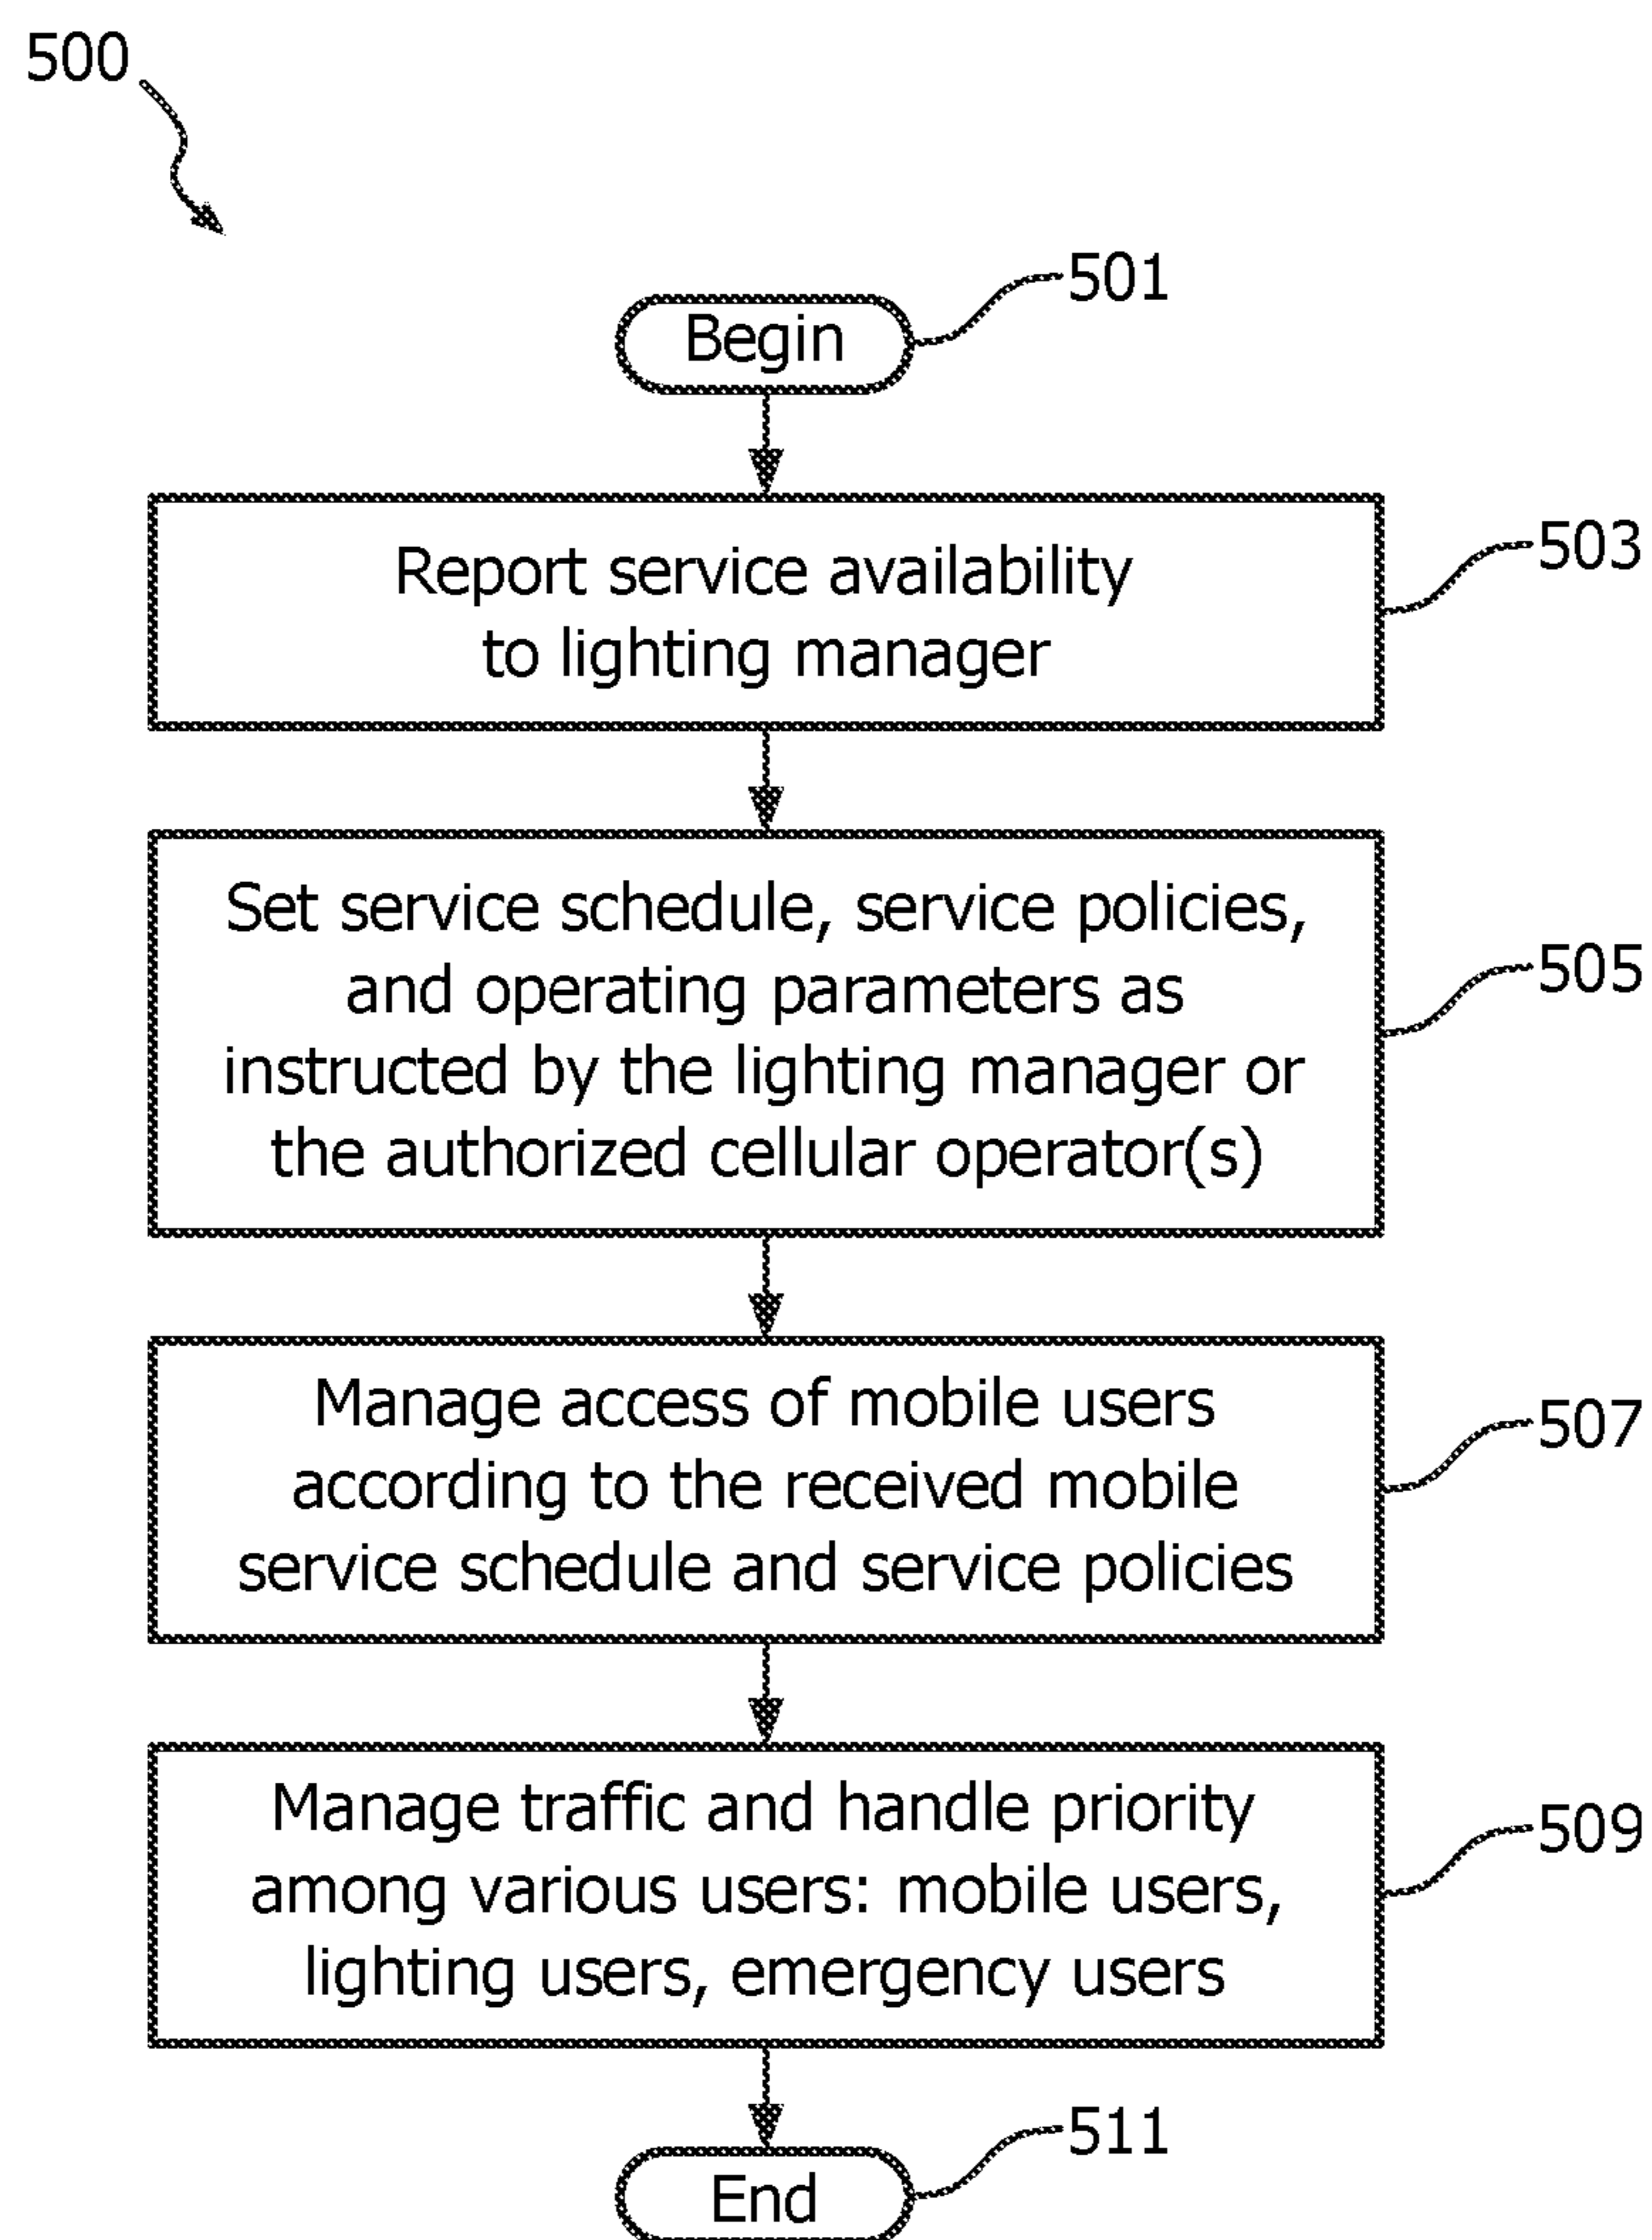 500
501
Begin
503
Report service availability
to lighting manager
505
Set service schedule, service policies,
and operating parameters as
instructed by the lighting manager or
the authorized cellular operator(s)
507
Manage access of mobile users
according to the received mobile
service schedule and service policies
509
Manage traffic and handle priority
among various users: mobile users,
lighting users, emergency users
511
End